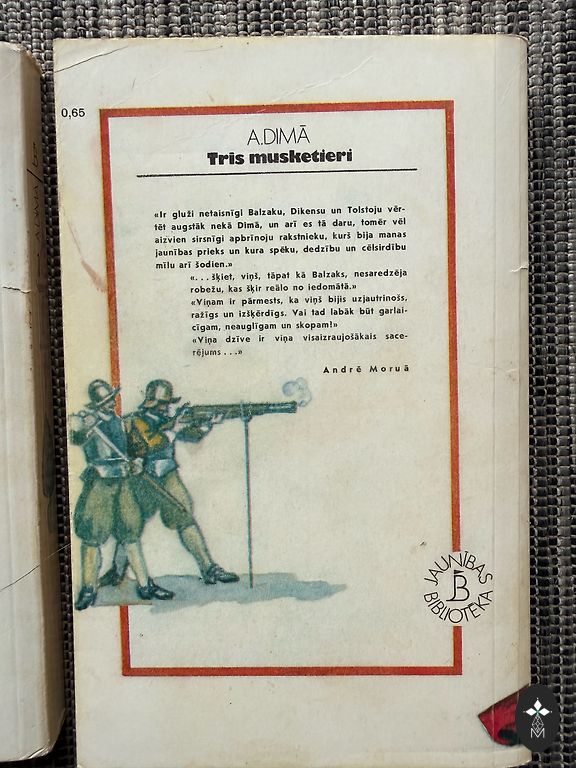 0,65
A.DIMĀ
Tris musketieri
«Ir gluži netaisnīgi Balzaku, Dikensu un Tolstoju vēr-
tēt augstāk nekā Dimā, un arī es tā daru, tomēr vēl
aizvien sirsnīgi apbrīnoju rakstnieku, kurš bija manas
jaunības prieks un kura spēku, dedzību un cēlsirdību
mīlu arī šodien.»
«. . . šķiet, viņš, tāpat kā Balzaks, nesaredzēja
robežu, kas šķir reālo no iedomātā.»
«Viņam ir pārmests, ka viņš bijis uzjautrinošs,
ražīgs un izšķērdīgs. Vai tad labāk būt garlai-
cīgam, neauglīgam un skopam!»
«Viņa dzīve ir viņa visaizraujošākais sace-
rējums . . .»
André Moruā
JAUNĪBAS
JB
BIBLIOTĒKA
M